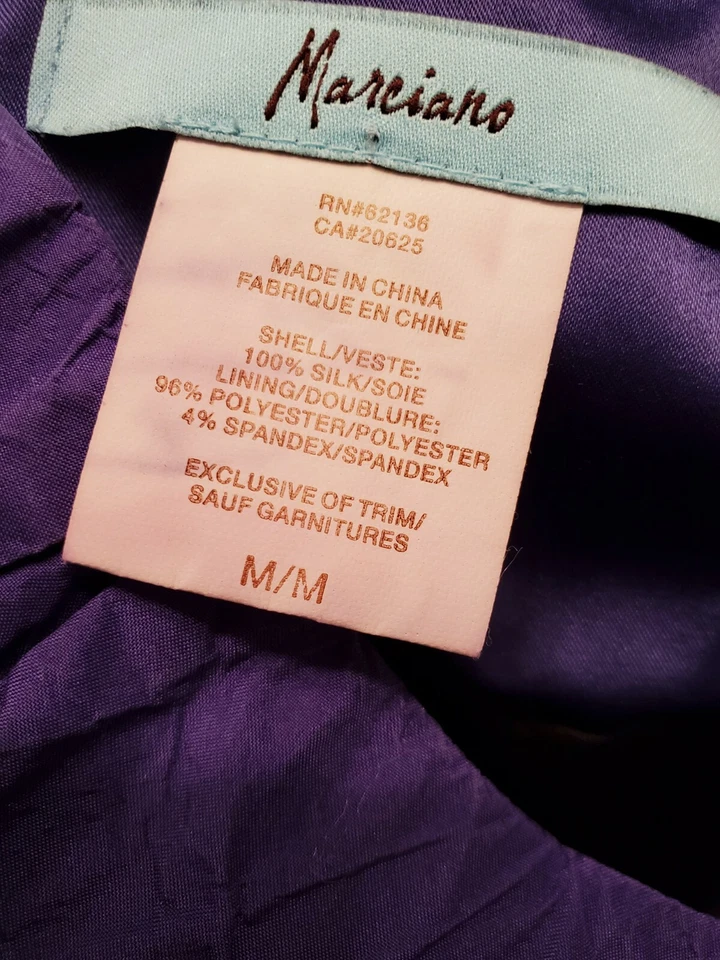 Marciano
RN#62136
CA#20625
MADE IN CHINA
FABRIQUE EN CHINE
SHELL/VESTE:
100% SILK/SOIE
LINING/DOUBLURE:
96% POLYESTER/POLYESTER
4% SPANDEX/SPANDEX
EXCLUSIVE OF TRIM/
SAUF GARNITURES
M/M